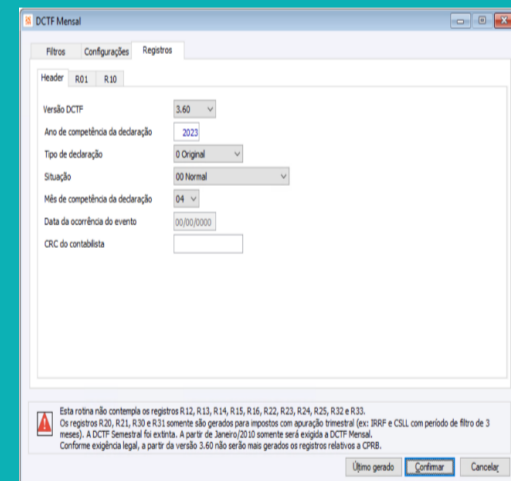 DCTF Mensal
Filtros Configurações Registros
Header R01 R10
Versão DCTF 3.60
Ano de competência da declaração 2023
Tipo de declaração 0 Original
Situação 00 Normal
Mês de competência da declaração 04
Data da ocorrência do evento 00/00/0000
CRC do contabilista
Esta rotina não contempla os registros R12, R13, R14, R15, R16, R22, R23, R24, R25, R32 e R33.
Os registros R20, R21, R30 e R31 somente são gerados para impostos com apuração trimestral (ex: IRRF e CSLL com período de filtro de 3
meses). A DCTF Semestral foi extinta. A partir de Janeiro/2010 somente será exigida a DCTF Mensal.
Conforme exigência legal, a partir da versão 3.60 não serão mais gerados os registros relativos a CPRB.
Último gerado Confirmar Cancelar